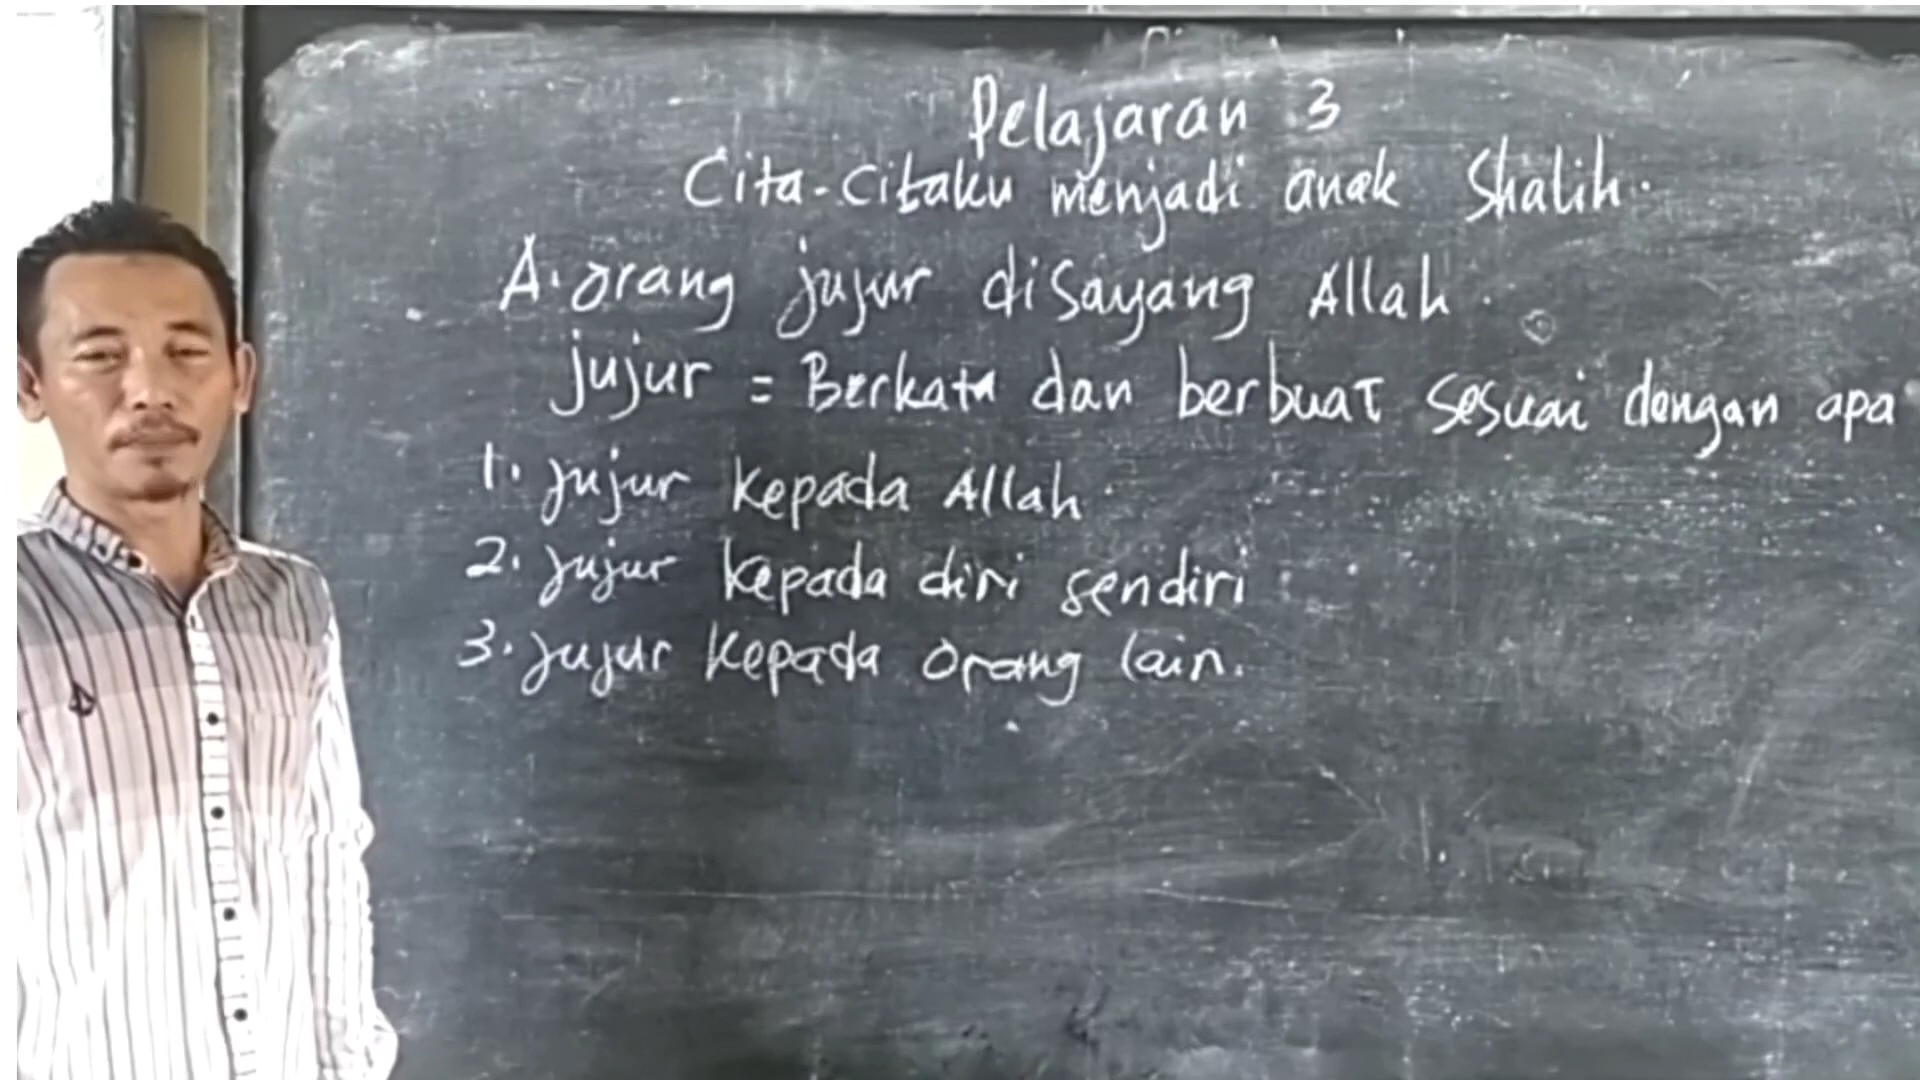 Pelajaran 3
Cita-citaku menjadi anak Shalih.
A. orang jujur disayang Allah.
jujur = Berkata dan berbuat sesuai dengan apa
1. jujur kepada Allah
2. jujur kepada diri sendiri
3. jujur kepada orang lain.